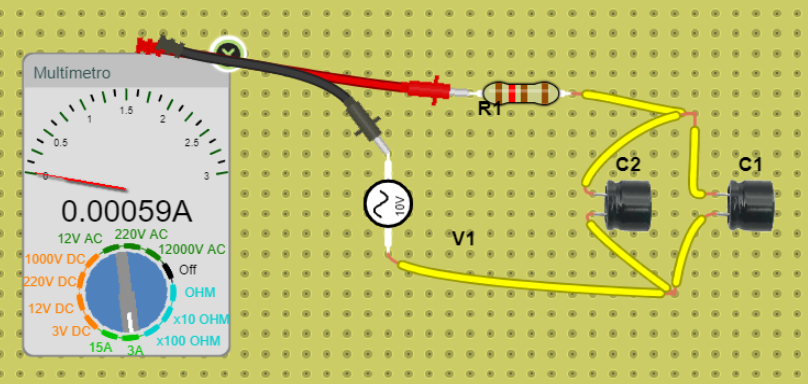 Multímetro
0
0.5
1
1.5
2
2.5
3
0.00059A
12V AC
220V AC
12000V AC
1000V DC
Off
220V DC
OHM
12V DC
x10 OHM
3V DC
x100 OHM
15A
3A
R1
10V
V1
C2
C1